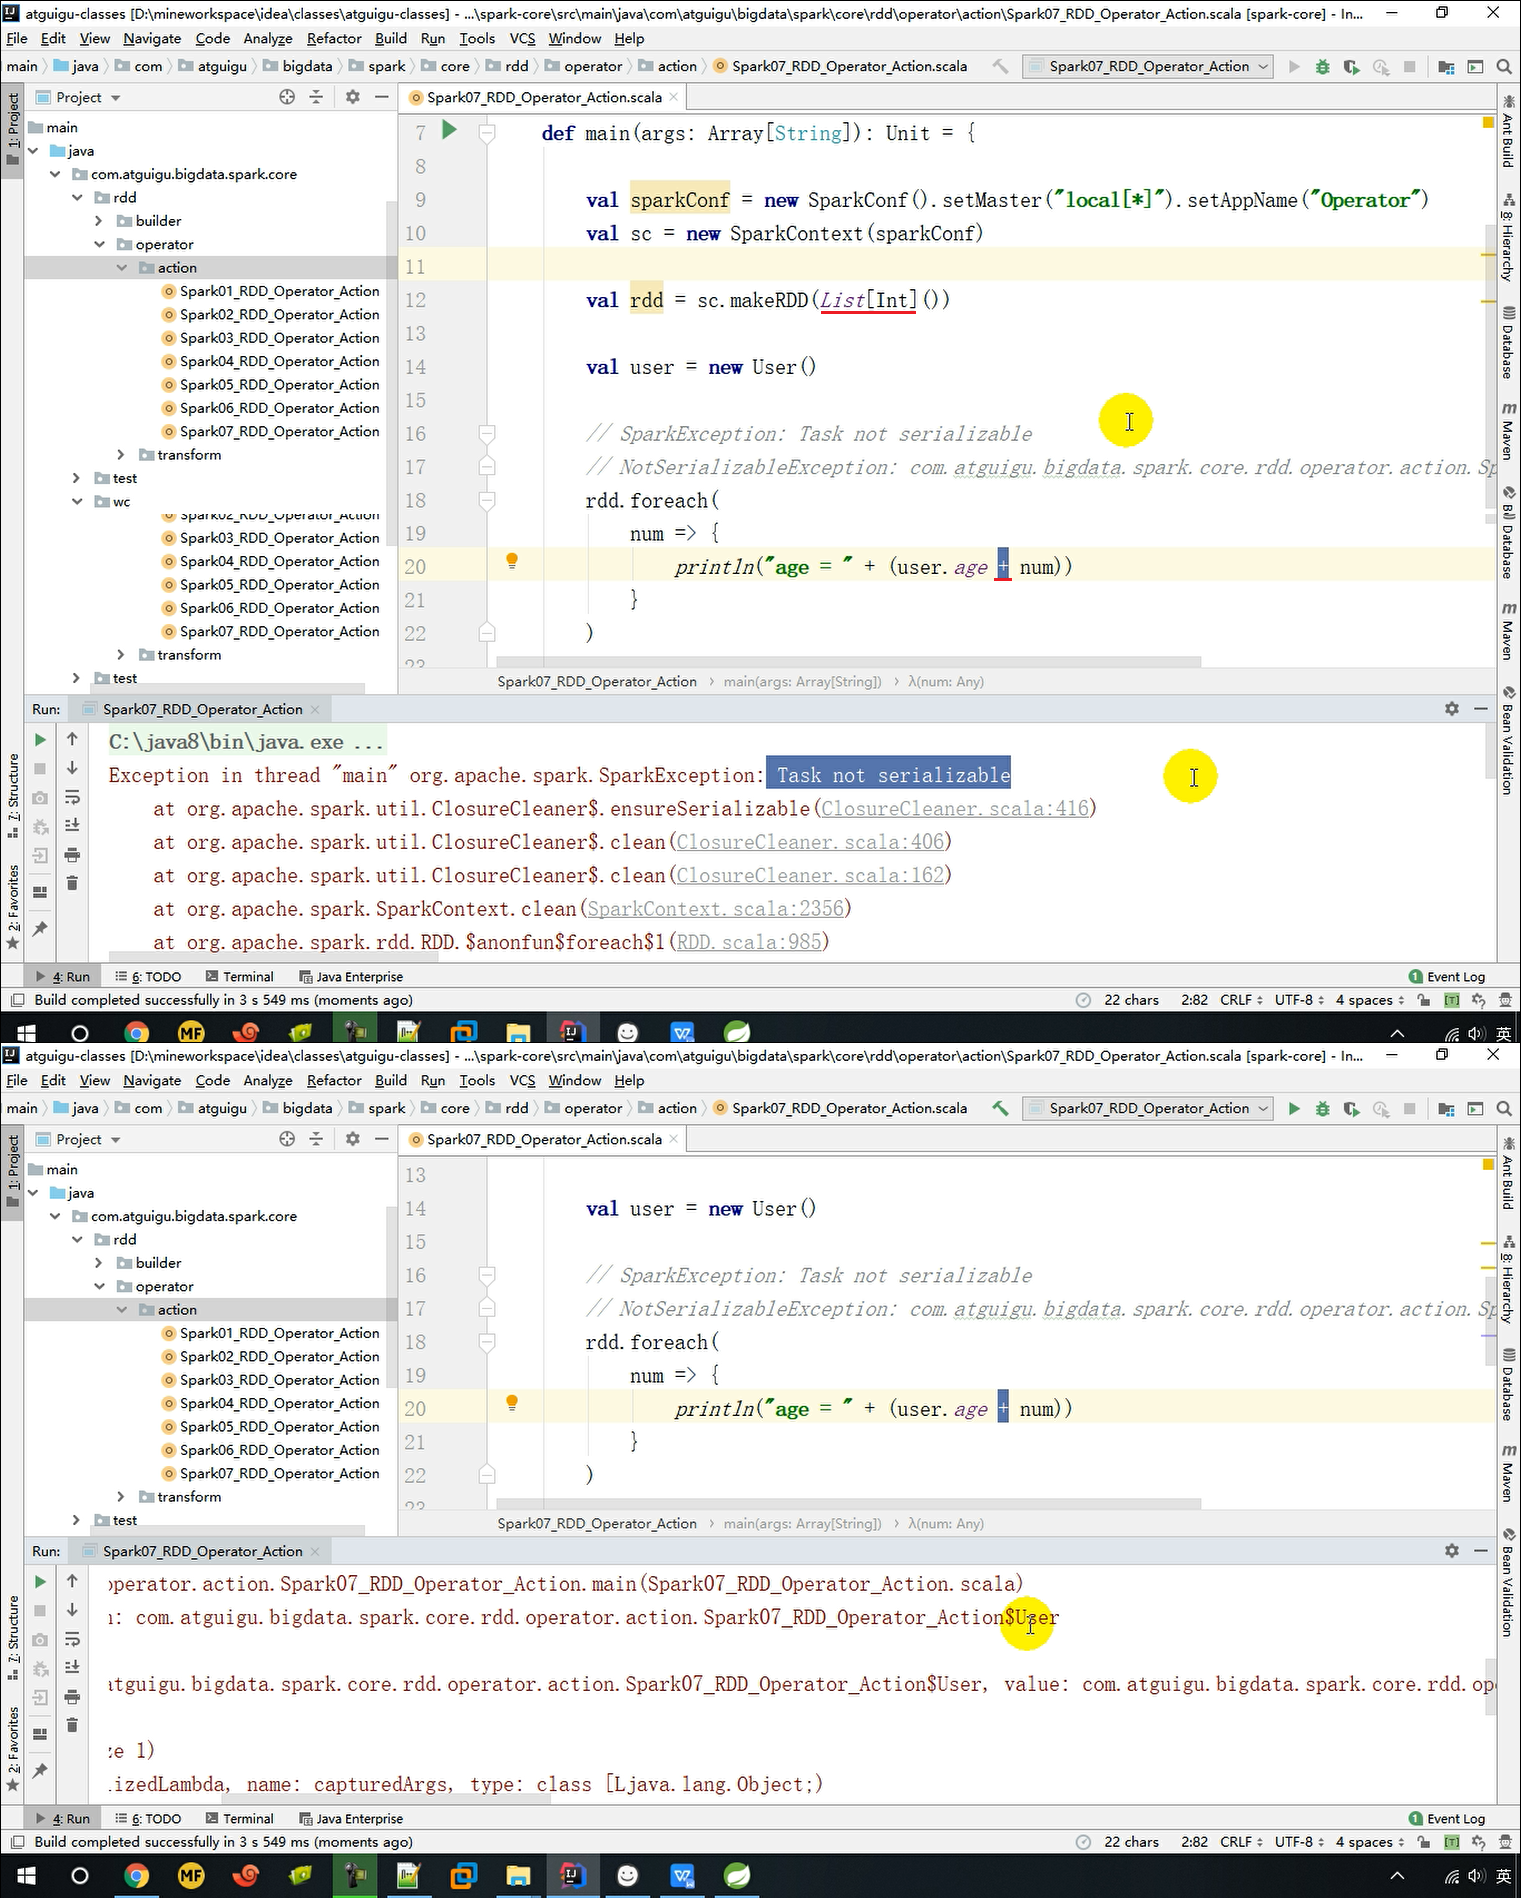 atguigu-classes [D:\mineworkspace\idea\classes\atguigu-classes] - ...\spark-core\src\main\java\com\atguigu\bigdata\spark\core\rdd\operator\action\Spark07_RDD_Operator_Action.scala [spark-core] - In...
File Edit View Navigate Code Analyze Refactor Build Run Tools VCS Window Help
main java com atguigu bigdata spark core rdd operator action Spark07_RDD_Operator_Action.scala Spark07_RDD_Operator_Action
Project
Spark07_RDD_Operator_Action.scala
1: Project
main
java
com.atguigu.bigdata.spark.core
rdd
builder
operator
action
Spark01_RDD_Operator_Action
Spark02_RDD_Operator_Action
Spark03_RDD_Operator_Action
Spark04_RDD_Operator_Action
Spark05_RDD_Operator_Action
Spark06_RDD_Operator_Action
Spark07_RDD_Operator_Action
transform
test
wc
Spark02_RDD_Operator_Action
Spark03_RDD_Operator_Action
Spark04_RDD_Operator_Action
Spark05_RDD_Operator_Action
Spark06_RDD_Operator_Action
Spark07_RDD_Operator_Action
transform
test
7 def main(args: Array[String]): Unit = {
8
9 val sparkConf = new SparkConf().setMaster("local[*]").setAppName("Operator")
10 val sc = new SparkContext(sparkConf)
11
12 val rdd = sc.makeRDD(List[Int]())
13
14 val user = new User()
15
16 // SparkException: Task not serializable
17 // NotSerializableException: com.atguigu.bigdata.spark.core.rdd.operator.action.Sp
18 rdd.foreach(
19 num => {
20 println("age = " + (user.age + num))
21 }
22 )
23
Spark07_RDD_Operator_Action main(args: Array[String]) λ(num: Any)
Ant Build
8: Hierarchy
Database
Maven
Database
Maven
Bean Validation
Run: Spark07_RDD_Operator_Action
C:\java8\bin\java.exe ...
Exception in thread "main" org.apache.spark.SparkException: Task not serializable
at org.apache.spark.util.ClosureCleaner$.ensureSerializable(ClosureCleaner.scala:416)
at org.apache.spark.util.ClosureCleaner$.clean(ClosureCleaner.scala:406)
at org.apache.spark.util.ClosureCleaner$.clean(ClosureCleaner.scala:162)
at org.apache.spark.SparkContext.clean(SparkContext.scala:2356)
at org.apache.spark.rdd.RDD.$anonfun$foreach$1(RDD.scala:985)
7: Structure
2: Favorites
4: Run 6: TODO Terminal Java Enterprise 1 Event Log
Build completed successfully in 3 s 549 ms (moments ago) 22 chars 2:82 CRLF UTF-8 4 spaces [T]
MF IJ 英
atguigu-classes [D:\mineworkspace\idea\classes\atguigu-classes] - ...\spark-core\src\main\java\com\atguigu\bigdata\spark\core\rdd\operator\action\Spark07_RDD_Operator_Action.scala [spark-core] - In...
File Edit View Navigate Code Analyze Refactor Build Run Tools VCS Window Help
main java com atguigu bigdata spark core rdd operator action Spark07_RDD_Operator_Action.scala Spark07_RDD_Operator_Action
Project
Spark07_RDD_Operator_Action.scala
1: Project
main
java
com.atguigu.bigdata.spark.core
rdd
builder
operator
action
Spark01_RDD_Operator_Action
Spark02_RDD_Operator_Action
Spark03_RDD_Operator_Action
Spark04_RDD_Operator_Action
Spark05_RDD_Operator_Action
Spark06_RDD_Operator_Action
Spark07_RDD_Operator_Action
transform
test
13
14 val user = new User()
15
16 // SparkException: Task not serializable
17 // NotSerializableException: com.atguigu.bigdata.spark.core.rdd.operator.action.Sp
18 rdd.foreach(
19 num => {
20 println("age = " + (user.age + num))
21 }
22 )
23
Spark07_RDD_Operator_Action main(args: Array[String]) λ(num: Any)
Ant Build
8: Hierarchy
Database
Maven
Bean Validation
Run: Spark07_RDD_Operator_Action
operator.action.Spark07_RDD_Operator_Action.main(Spark07_RDD_Operator_Action.scala)
: com.atguigu.bigdata.spark.core.rdd.operator.action.Spark07_RDD_Operator_Action$User
atguigu.bigdata.spark.core.rdd.operator.action.Spark07_RDD_Operator_Action$User, value: com.atguigu.bigdata.spark.core.rdd.op
ze 1)
izedLambda, name: capturedArgs, type: class [Ljava.lang.Object;)
7: Structure
2: Favorites
4: Run 6: TODO Terminal Java Enterprise 1 Event Log
Build completed successfully in 3 s 549 ms (moments ago) 22 chars 2:82 CRLF UTF-8 4 spaces [T]
MF IJ 英